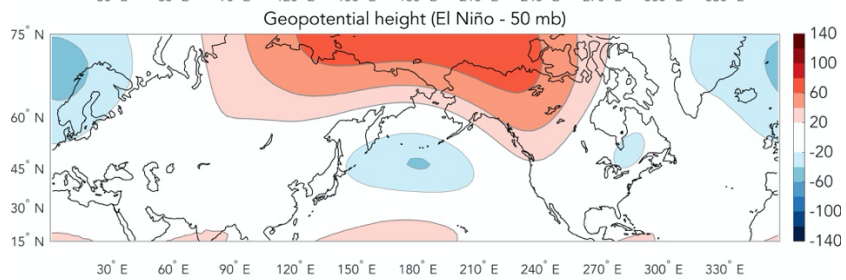 Geopotential height (El Niño - 50 mb)
75° N
60° N
45° N
30° N
15° N
30° E 60° E 90° E 120° E 150° E 180° E 210° E 240° E 270° E 300° E 330° E
140
100
60
20
-20
-60
-100
-140